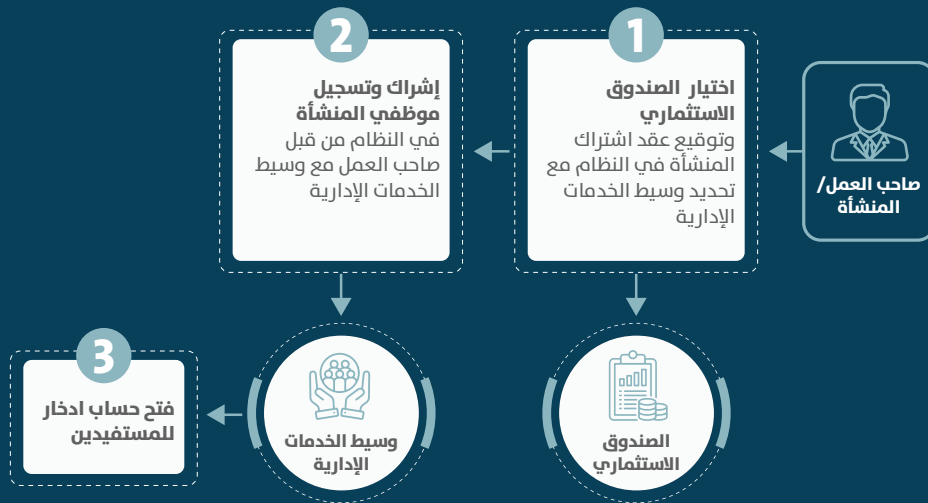 صاحب العمل/
المنشأة
1
اختيار الصندوق
الاستثماري
وتوقيع عقد اشتراك
المنشأة في النظام مع
تحديد وسيط الخدمات
الإدارية
2
إشراك وتسجيل
موظفي المنشأة
في النظام من قبل
صاحب العمل مع وسيط
الخدمات الإدارية
الصندوق
الاستثماري
وسيط الخدمات
الإدارية
3
فتح حساب ادخار
للمستفيدين